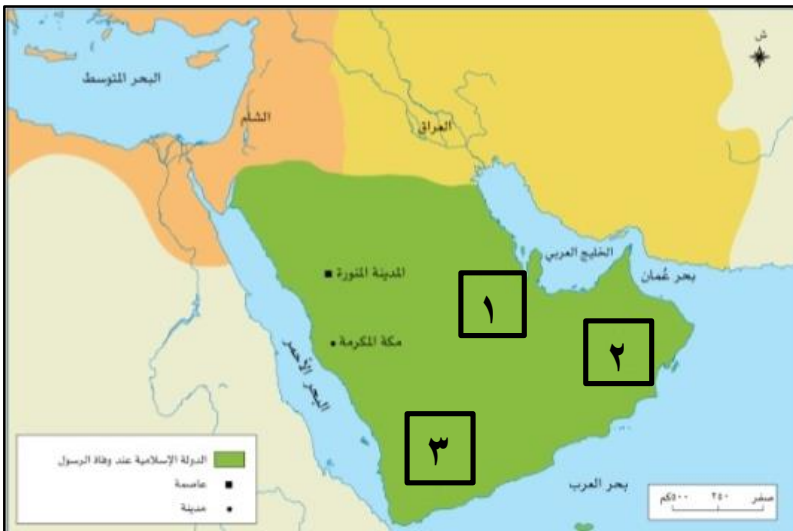 ش
البحر المتوسط
الشام
العراق
الخليج العربي
المدينة المنورة
بحر عُمان
١
مكة المكرمة
٢
البحر الأحمر
٣
الدولة الإسلامية عند وفاة الرسول
عاصمة
مدينة
بحر العرب
صفر ٢٥٠ ٥٠٠كم